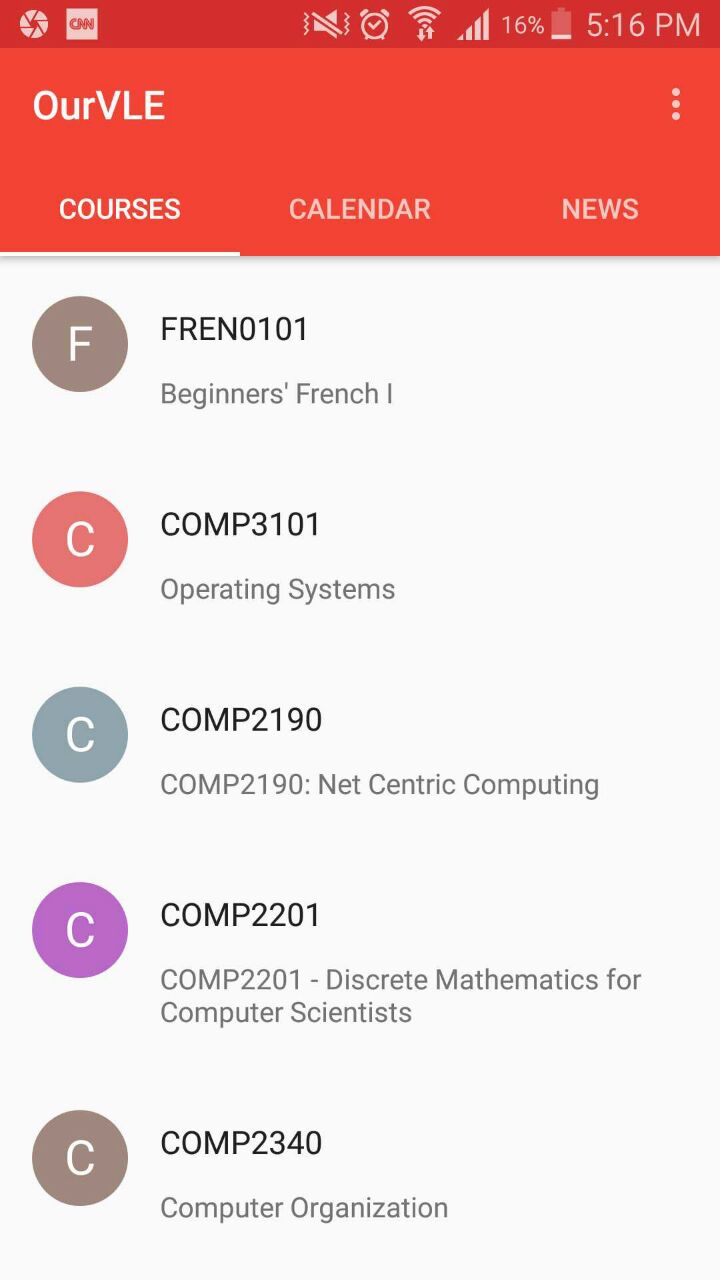 CNN 16% 5:16 PM
OurVLE
COURSES CALENDAR NEWS
F
FREN0101
Beginners' French I
C
COMP3101
Operating Systems
C
COMP2190
COMP2190: Net Centric Computing
C
COMP2201
COMP2201 - Discrete Mathematics for
Computer Scientists
C
COMP2340
Computer Organization